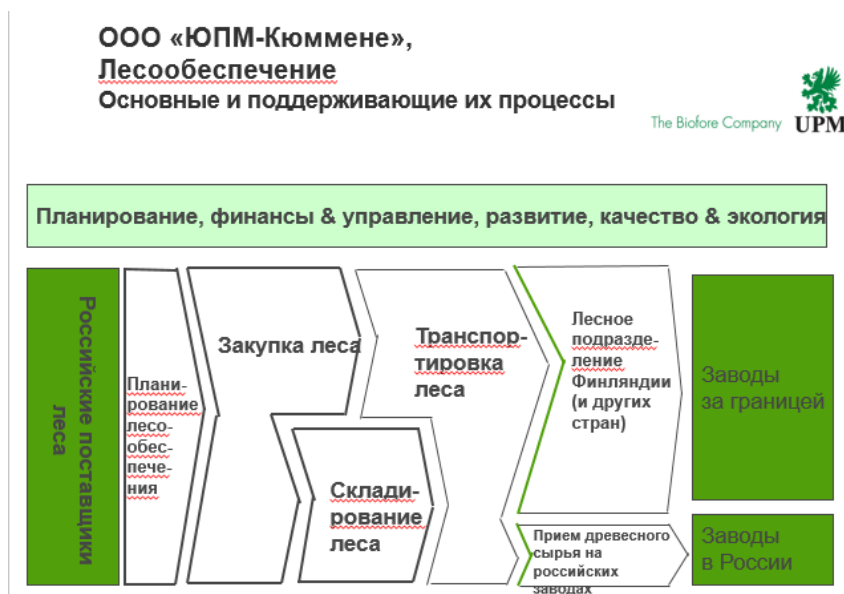 ООО «ЮПМ-Кюммене»,
Лесообеспечение
Основные и поддерживающие их процессы
The Biofore Company
UPM
Планирование, финансы & управление, развитие, качество & экология
Российские поставщики
леса
Плани-
рование
лесо-
обес-
пече-
ния
Закупка леса
Склади-
рование
леса
Транспор-
тировка
леса
Лесное
подразде-
ление
Финляндии
(и других
стран)
Прием древесного
сырья на
российских
заводах
Заводы
за границей
Заводы
в России